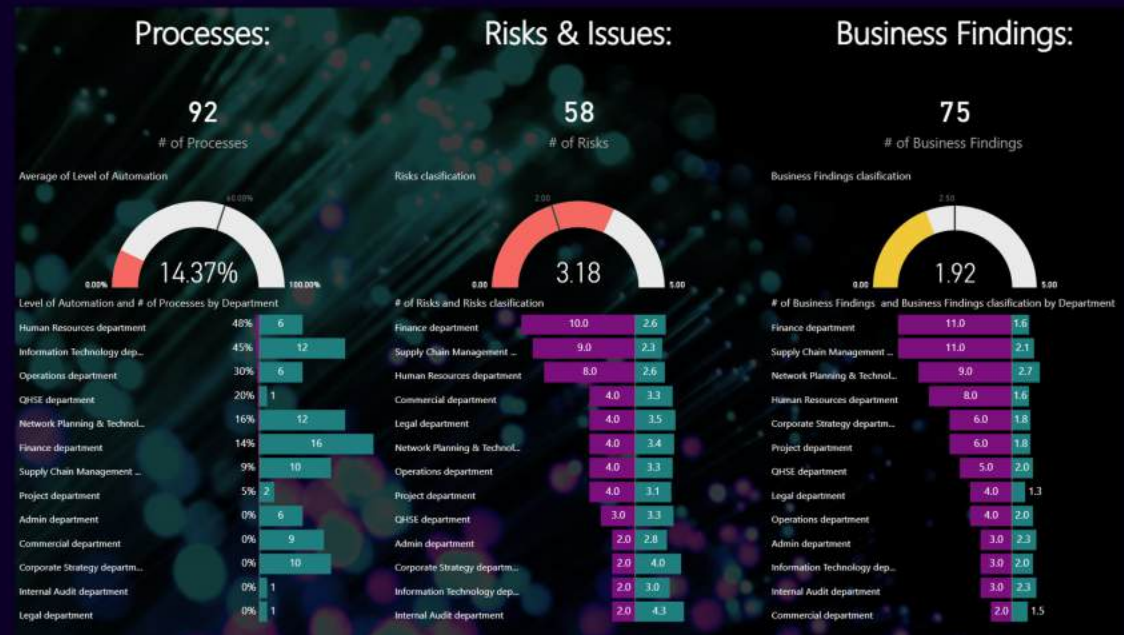 Processes:
92
# of Processes
Average of Level of Automation
60.00%
14.37%
0.00%
100.00%
Level of Automation and # of Processes by Department
Human Resources department 48% 6
Information Technology dep... 45% 12
Operations department 30% 6
QHSE department 20% 1
Network Planning & Technol... 16% 12
Finance department 14% 16
Supply Chain Management ... 9% 10
Project department 5% 2
Admin department 0% 6
Commercial department 0% 9
Corporate Strategy departm... 0% 10
Internal Audit department 0% 1
Legal department 0% 1
Risks & Issues:
58
# of Risks
Risks clasification
2.00
3.18
0.00
5.00
# of Risks and Risks clasification
Finance department 10.0 2.6
Supply Chain Management ... 9.0 2.3
Human Resources department 8.0 2.6
Commercial department 4.0 3.3
Legal department 4.0 3.5
Network Planning & Technol... 4.0 3.4
Operations department 4.0 3.3
Project department 4.0 3.1
QHSE department 3.0 3.3
Admin department 2.0 2.8
Corporate Strategy departm... 2.0 4.0
Information Technology dep... 2.0 3.0
Internal Audit department 2.0 4.3
Business Findings:
75
# of Business Findings
Business Findings clasification
2.50
1.92
0.00
5.00
# of Business Findings and Business Findings clasification by Department
Finance department 11.0 1.6
Supply Chain Management ... 11.0 2.1
Network Planning & Technol... 9.0 2.7
Human Resources department 8.0 1.6
Corporate Strategy departm... 6.0 1.8
Project department 6.0 1.8
QHSE department 5.0 2.0
Legal department 4.0 1.3
Operations department 4.0 2.0
Admin department 3.0 2.3
Information Technology dep... 3.0 2.0
Internal Audit department 3.0 2.3
Commercial department 2.0 1.5